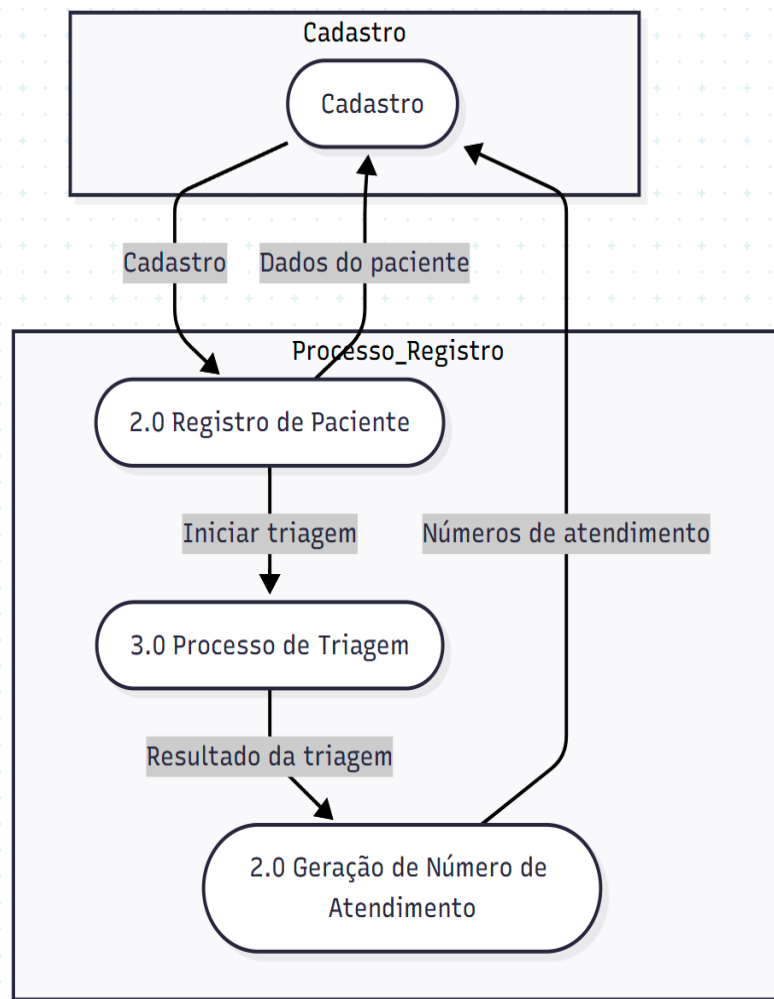 Cadastro
Cadastro
Cadastro
Dados do paciente
Processo_Registro
2.0 Registro de Paciente
Iniciar triagem
Números de atendimento
3.0 Processo de Triagem
Resultado da triagem
2.0 Geração de Número de
Atendimento